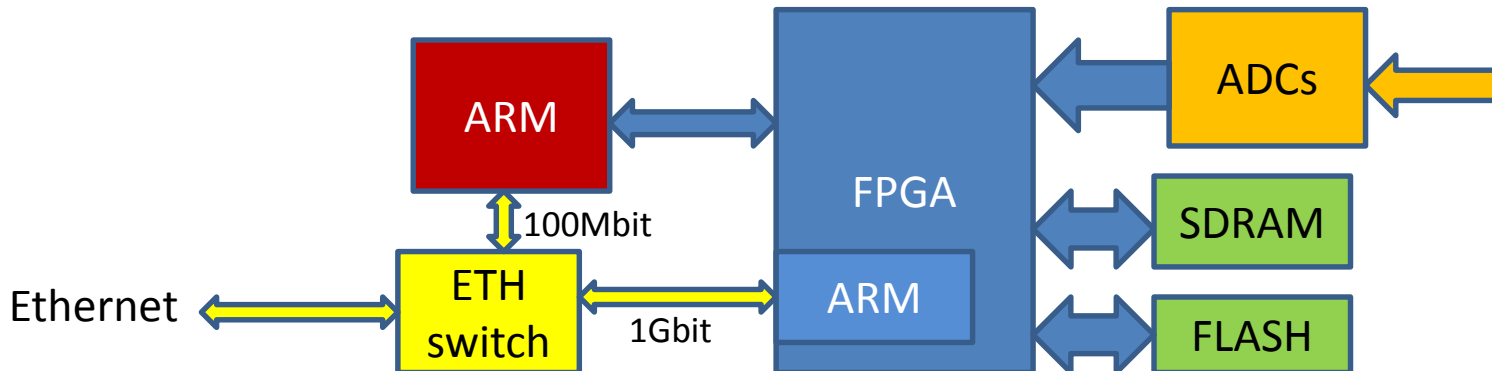 ARM
ADCs
FPGA
100Mbit
SDRAM
Ethernet
ETH
switch
1Gbit
ARM
FLASH